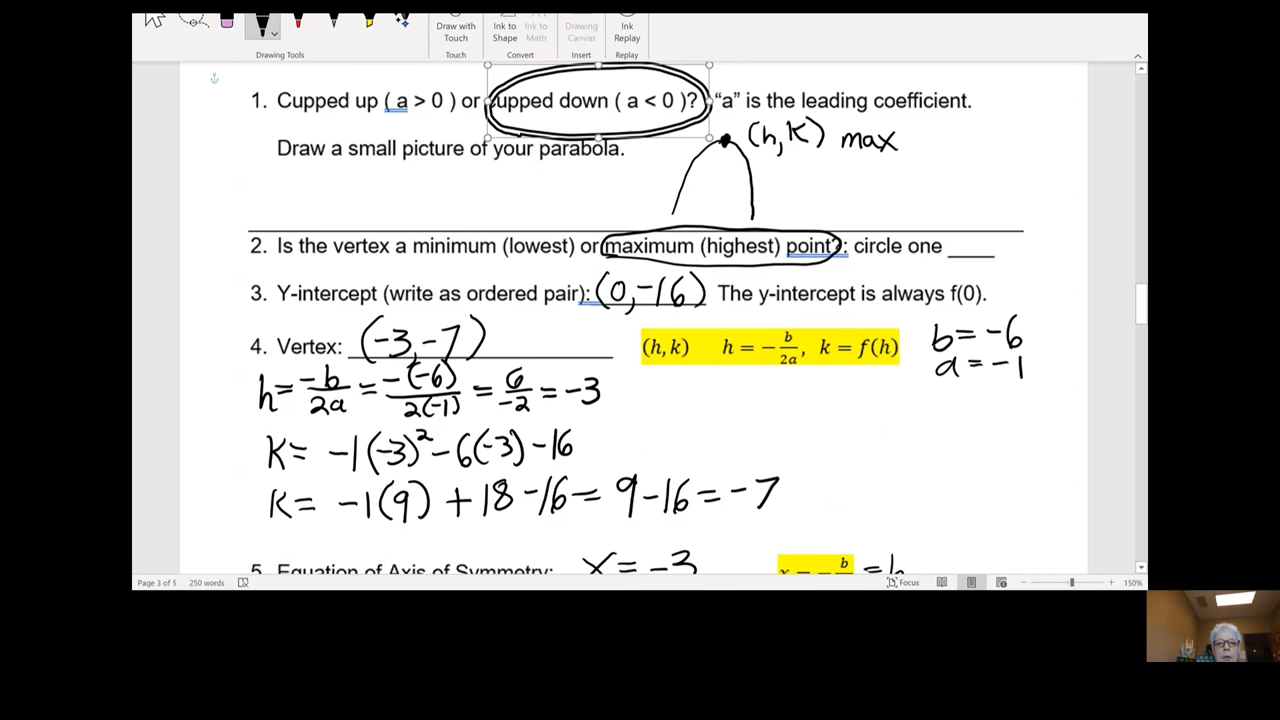 Draw with Touch
Ink to Shape
Ink to Math
Drawing Canvas
Ink Replay
Drawing Tools
Touch
Convert
Insert
Replay
1. Cupped up ( a > 0 ) or cupped down ( a < 0 )? “a” is the leading coefficient.
(h, k) max
Draw a small picture of your parabola.
2. Is the vertex a minimum (lowest) or maximum (highest) point?: circle one ____
3. Y-intercept (write as ordered pair): (0, -16) The y-intercept is always f(0).
4. Vertex: (-3, -7) (h, k) h = - b/2a, k = f(h) b = -6
a = -1
h = -b/2a = -(-6)/2(-1) = 6/-2 = -3
k = -1(-3)² - 6(-3) - 16
k = -1(9) + 18 - 16 = 9 - 16 = -7
5. Equation of Axis of Symmetry: x = -3 x = - b = h
Page 3 of 5 250 words Focus 150%